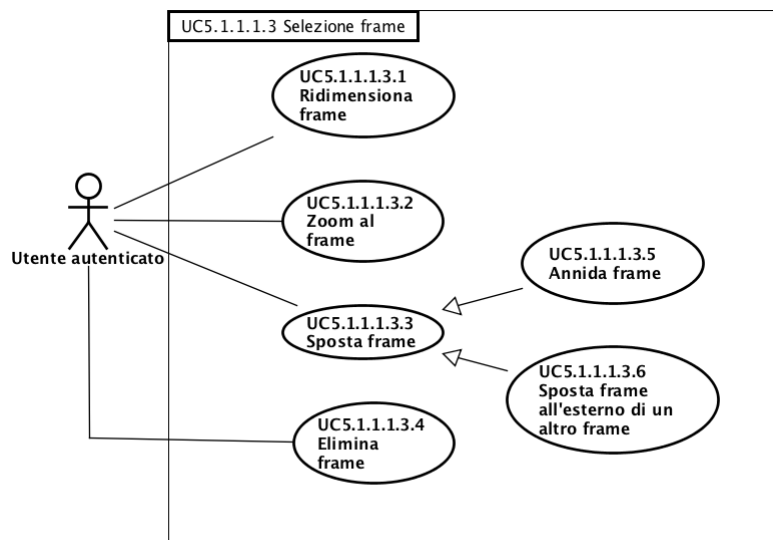 UC5.1.1.1.3 Selezione frame
UC5.1.1.1.3.1
Ridimensiona
frame
UC5.1.1.1.3.2
Zoom al
frame
Utente autenticato
UC5.1.1.1.3.5
Annida frame
UC5.1.1.1.3.3
Sposta frame
UC5.1.1.1.3.6
Sposta frame
all'esterno di un
altro frame
UC5.1.1.1.3.4
Elimina
frame